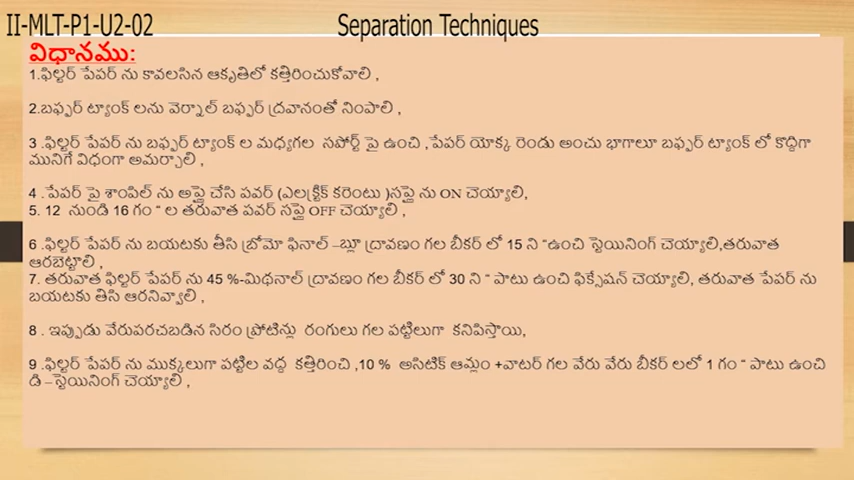 II-MLT-P1-U2-02
Separation Techniques
విధానము:
1.ఫిల్టర్ పేపర్ ను కావలసిన ఆకృతిలో కత్తిరించుకోవాలి ,
2.బఫ్ఫర్ ట్యాంక్ లను వెర్నాల్ బఫ్ఫర్ ద్రవానంతో నింపాలి ,
3 .ఫిల్టర్ పేపర్ ను బఫ్ఫర్ ట్యాంక్ ల మధ్యగల సపోర్ట్ పై ఉంచి ,పేపర్ యొక్క రెండు అంచు భాగాలూ బఫ్ఫర్ ట్యాంక్ లో కొద్దిగా
మునిగే విధంగా అమర్చాలి ,
4 .పేపర్ పై శాంపిల్ ను అప్లై చేసి పవర్ (ఎలక్ట్రిక్ కరెంటు )సప్లై ను ON చెయ్యాలి,
5. 12 నుండి 16 గం " ల తరువాత పవర్ సప్లై OFF చెయ్యాలి ,
6 .ఫిల్టర్ పేపర్ ను బయటకు తీసి బ్రోమో ఫినాల్ –బ్లూ ద్రావణం గల బీకర్ లో 15 ని "ఉంచి స్టెయినింగ్ చెయ్యాలి,తరువాత
ఆరబెట్టాలి ,
7. తరువాత ఫిల్టర్ పేపర్ ను 45 %-మిథనాల్ ద్రావణం గల బీకర్ లో 30 ని " పాటు ఉంచి ఫిక్సేషన్ చెయ్యాలి, తరువాత పేపర్ ను
బయటకు తిసి ఆరనివ్వాలి ,
8 . ఇప్పుడు వేరుపరచబడిన సిరం ప్రోటిన్లు రంగులు గల పట్టిలుగా కనిపిస్తాయి,
9 .ఫిల్టర్ పేపర్ ను ముక్కలుగా పట్టిల వద్ద కత్తిరించి ,10 % అసిటిక్ ఆమ్లం +వాటర్ గల వేరు వేరు బీకర్ లలో 1 గం " పాటు ఉంచి
డి –స్టెయినింగ్ చెయ్యాలి ,